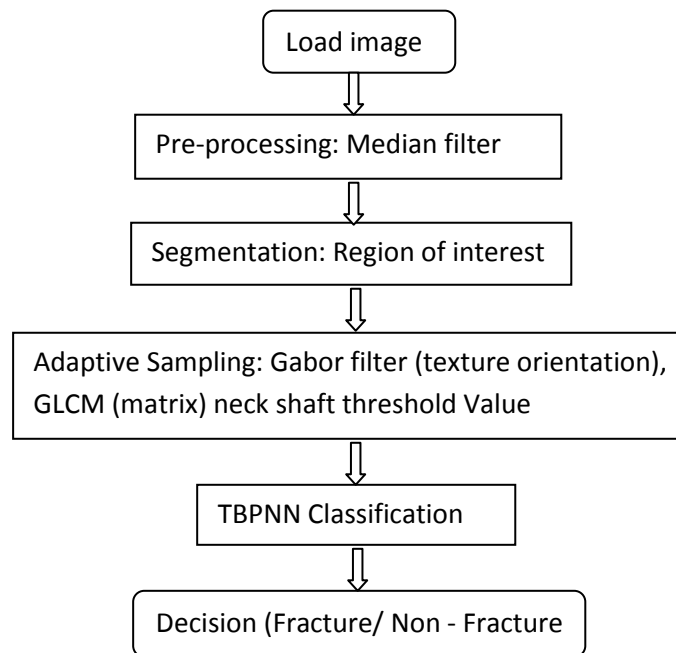 Load image
Pre-processing: Median filter
Segmentation: Region of interest
Adaptive Sampling: Gabor filter (texture orientation),
GLCM (matrix) neck shaft threshold Value
TBPNN Classification
Decision (Fracture/ Non - Fracture